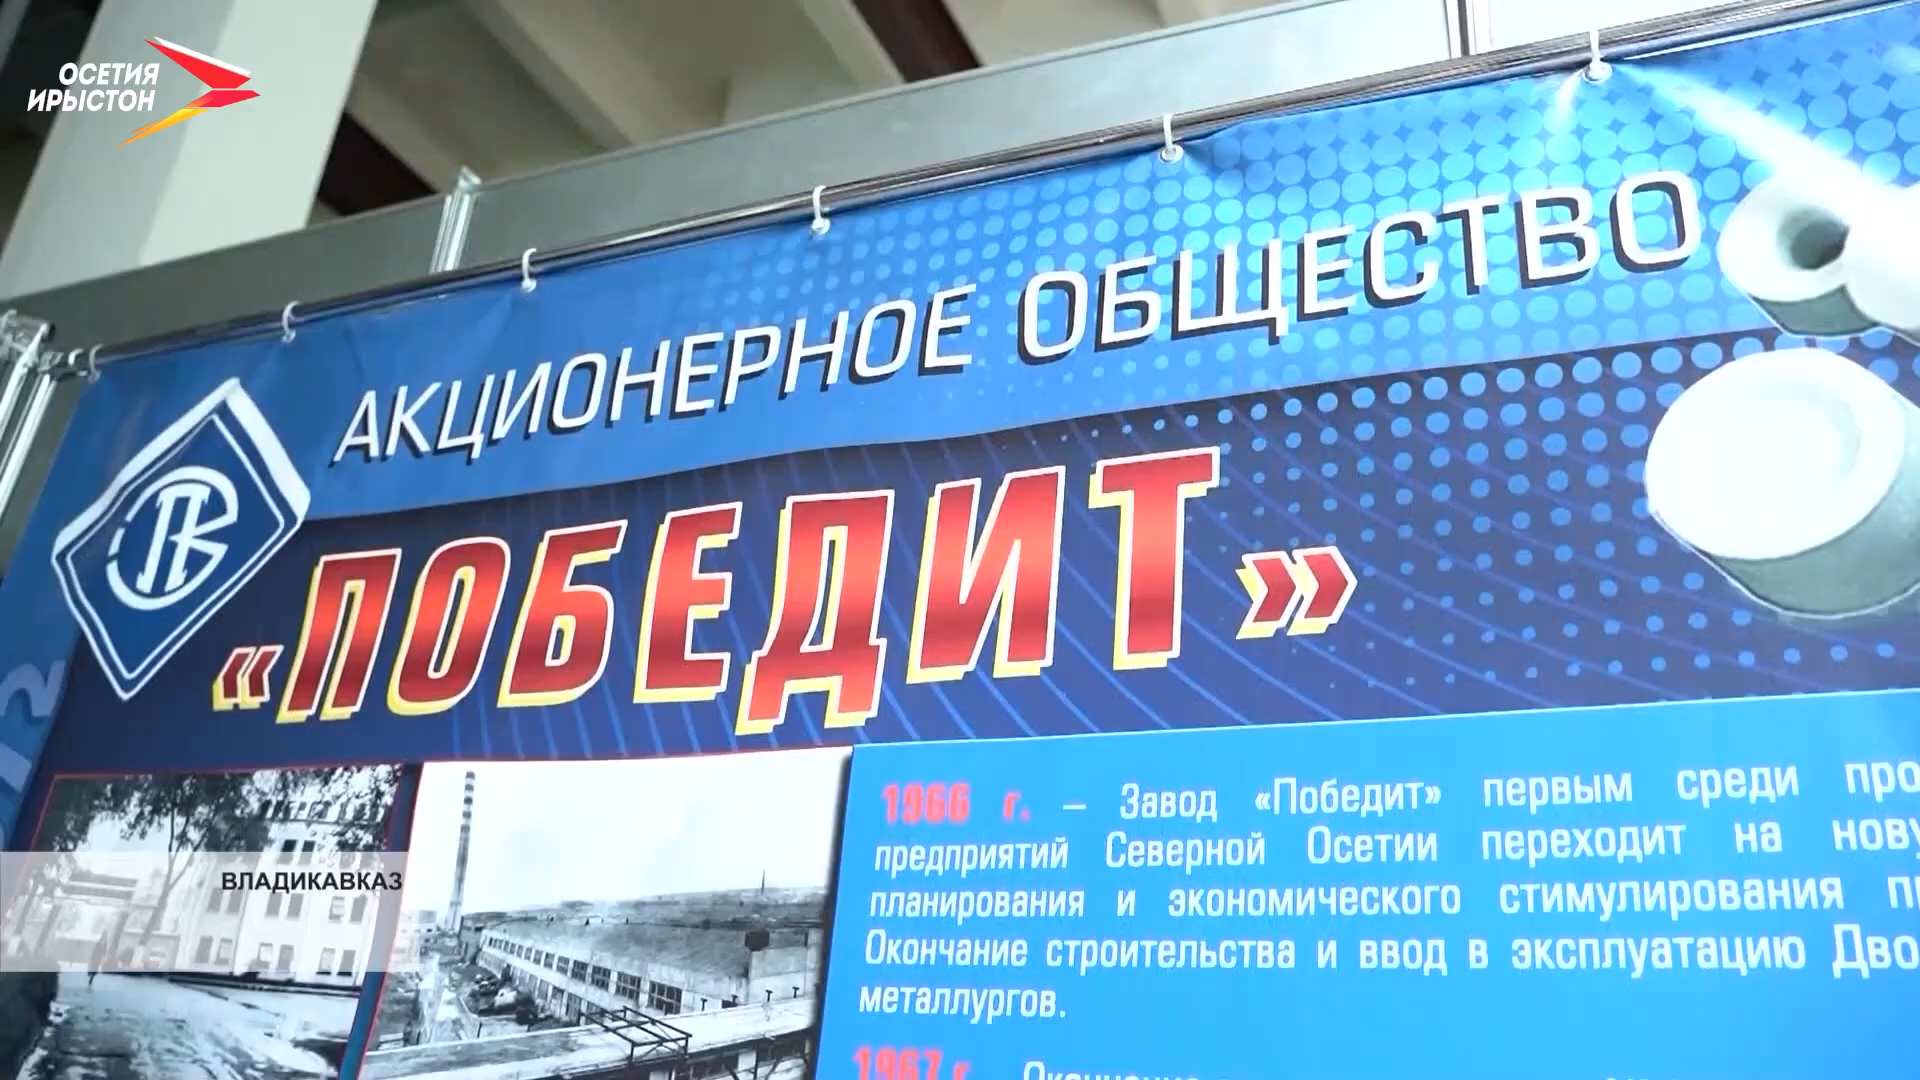 ОСЕТИЯ
ИРЫСТОН
АКЦИОНЕРНОЕ ОБЩЕСТВО
«ПОБЕДИТ»
1966 г. – Завод «Победит» первым среди
предприятий Северной Осетии переходит на
планирования и экономического стимулирования
Окончание строительства и ввод в эксплуатацию
металлургов.
1967 г.
ВЛАДИКАВКАЗ